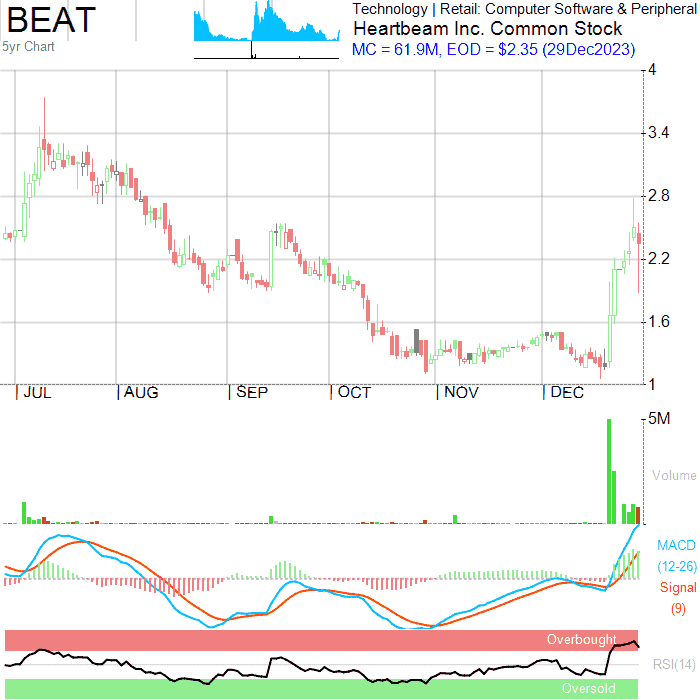 BEAT
5yr Chart
Technology | Retail: Computer Software & Peripheral
Heartbeam Inc. Common Stock
MC = 61.9M, EOD = $2.35 (29Dec2023)
4
3.4
2.8
2.2
1.6
1
JUL AUG SEP OCT NOV DEC
5M
Volume
MACD
(12-26)
Signal
(9)
Overbought
RSI(14)
Oversold